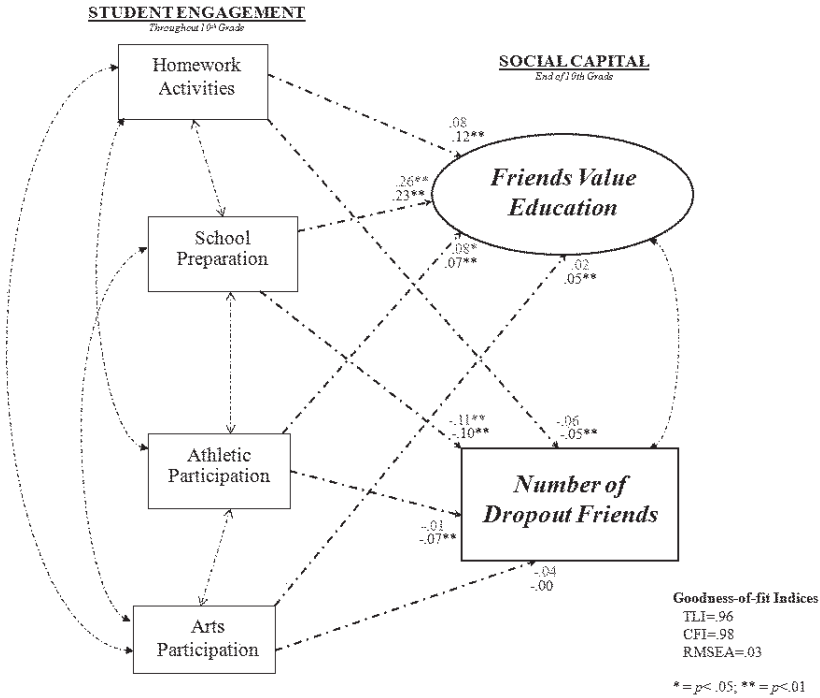 STUDENT ENGAGEMENT
Throughout 10th Grade
Homework
Activities
SOCIAL CAPITAL
End of 10th Grade
.08
.12**
Friends Value
Education
.26**
.23**
School
Preparation
.08*
.07**
.02
.05**
-.11**
-.10**
-.06
-.05**
Athletic
Participation
Number of
Dropout Friends
-.01
-.07**
-.04
-.00
Arts
Participation
Goodness-of-fit Indices
TLI=.96
CFI=.98
RMSEA=.03
* = p< .05; ** = p<.01